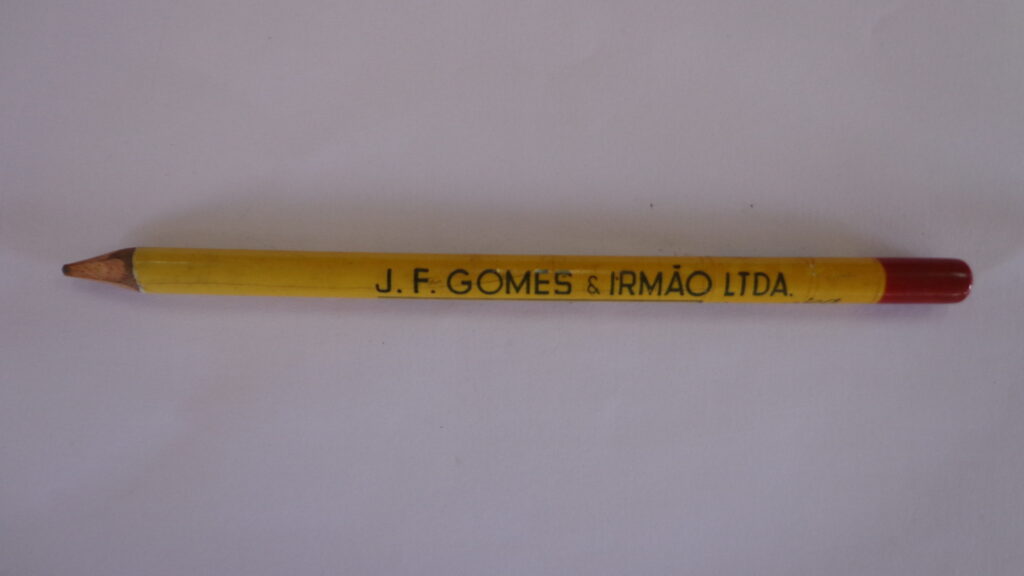 J. F. GOMES & IRMÃO LTDA.